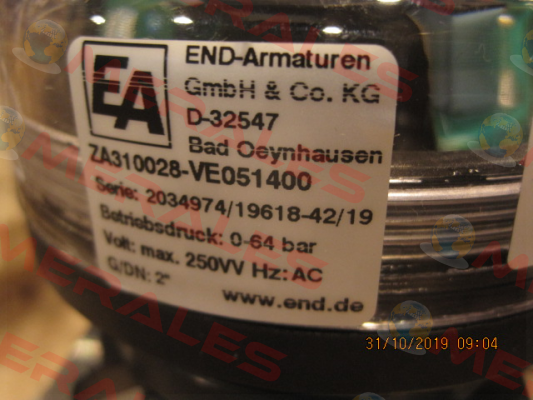 EA
END-Armaturen
GmbH & Co. KG
D-32547
Bad Oeynhausen
ZA310028-VE051400
Serie: 2034974/19618-42/19
Betriebsdruck: 0-64 bar
Volt: max. 250VV Hz: AC
G/DN: 2"
www.end.de
31/10/2019 09:04
MERALES